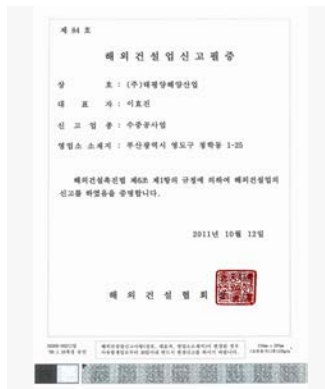 제 84 호
해 외 건 설 업 신 고 필 증
상 호 : (주)태평양해양산업
대 표 자 : 이효진
신 고 업 종 : 수중공사업
영업소 소재지 : 부산광역시 영도구 청학동 1-25
해외건설촉진법 제6조 제1항의 규정에 의하여 해외건설업의
신고를 하였음을 증명합니다.
2011년 10월 12일
해 외 건 설 협 회